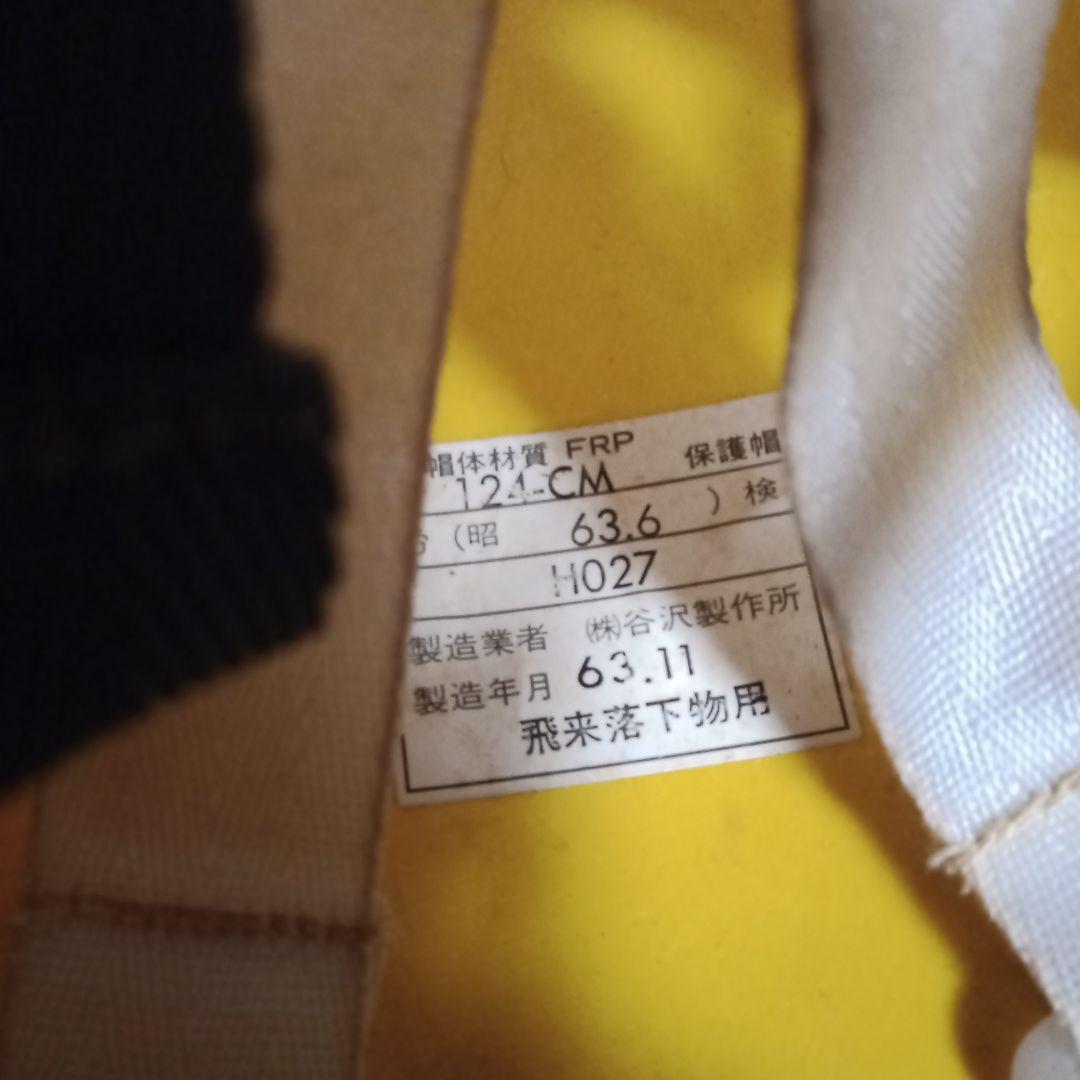 帽体材質 FRP 保護帽
124-CM
(昭 63.6 ) 検
H027
製造業者 ㈱谷沢製作所
製造年月 63.11
飛来落下物用